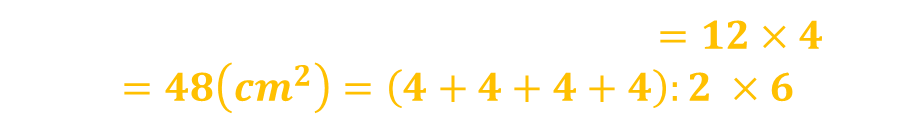 = 12 × 4
= 48(cm²) = (4 + 4 + 4 + 4): 2 × 6